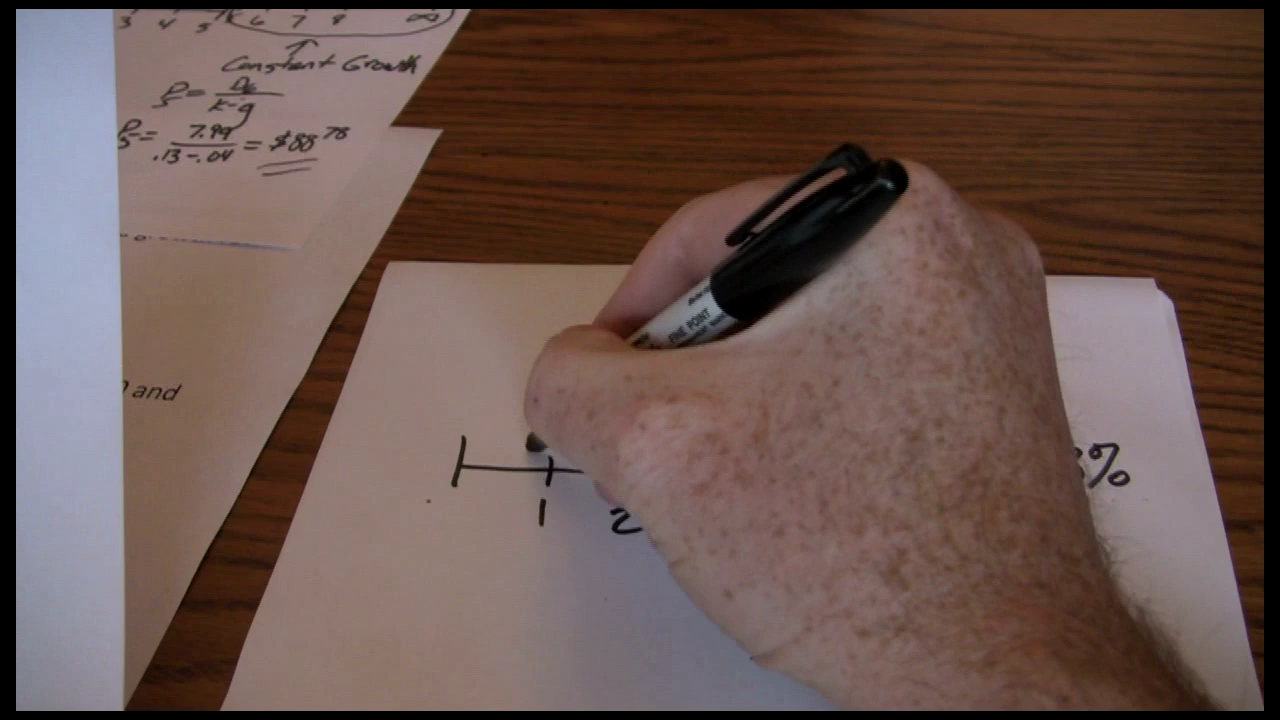 3 4 5 6 7 8 ∞
Constant Growth
P5 = D6 / K-g
P5 = 7.99 / .13-.04 = $88 78
and
FINE POINT
%
1 2